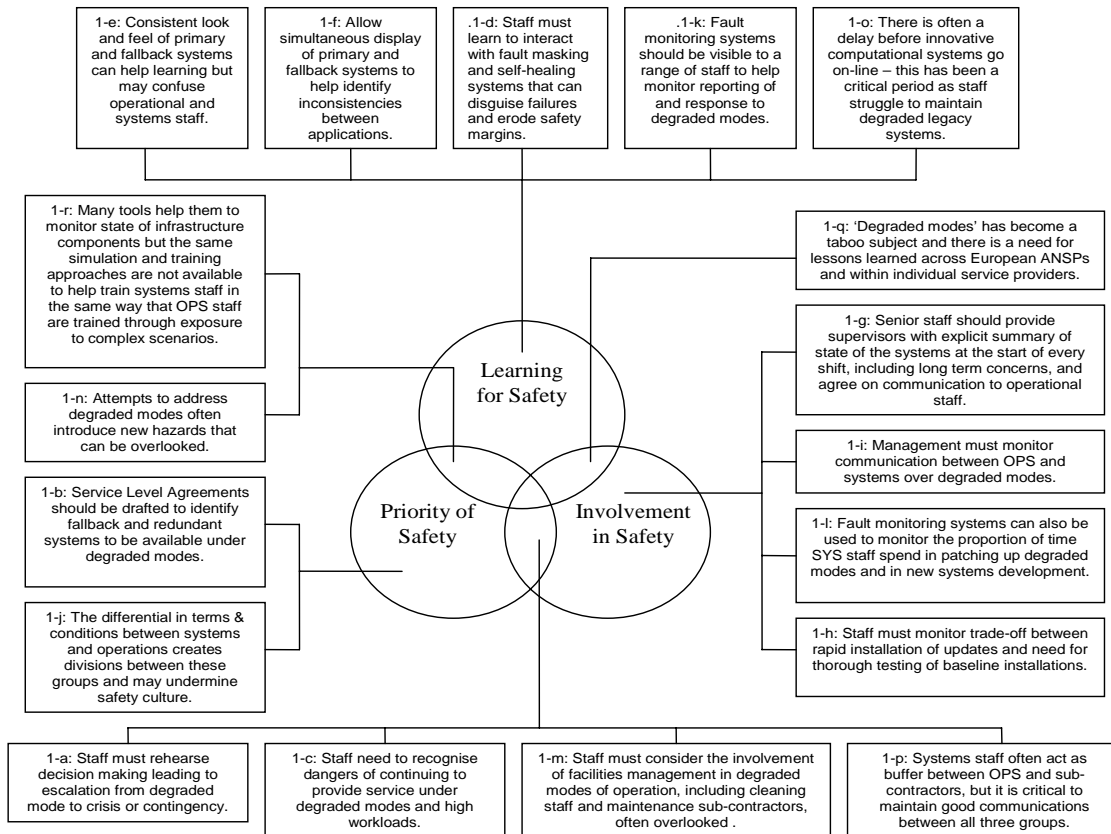 1-e: Consistent look
and feel of primary
and fallback systems
can help learning but
may confuse
operational and
systems staff.
1-f: Allow
simultaneous display
of primary and
fallback systems to
help identify
inconsistencies
between
applications.
.1-d: Staff must
learn to interact
with fault masking
and self-healing
systems that can
disguise failures
and erode safety
margins.
.1-k: Fault
monitoring systems
should be visible to a
range of staff to help
monitor reporting of
and response to
degraded modes.
1-o: There is often a
delay before innovative
computational systems go
on-line – this has been a
critical period as staff
struggle to maintain
degraded legacy
systems.
1-r: Many tools help them to
monitor state of infrastructure
components but the same
simulation and training
approaches are not available
to help train systems staff in
the same way that OPS staff
are trained through exposure
to complex scenarios.
1-n: Attempts to address
degraded modes often
introduce new hazards that
can be overlooked.
1-b: Service Level Agreements
should be drafted to identify
fallback and redundant
systems to be available under
degraded modes.
1-j: The differential in terms &
conditions between systems
and operations creates
divisions between these
groups and may undermine
safety culture.
Learning
for Safety
Priority of
Safety
Involvement
in Safety
1-q: ‘Degraded modes’ has become a
taboo subject and there is a need for
lessons learned across European ANSPs
and within individual service providers.
1-g: Senior staff should provide
supervisors with explicit summary of
state of the systems at the start of every
shift, including long term concerns, and
agree on communication to operational
staff.
1-i: Management must monitor
communication between OPS and
systems over degraded modes.
1-l: Fault monitoring systems can also be
used to monitor the proportion of time
SYS staff spend in patching up degraded
modes and in new systems development.
1-h: Staff must monitor trade-off between
rapid installation of updates and need for
thorough testing of baseline installations.
1-a: Staff must rehearse
decision making leading to
escalation from degraded
mode to crisis or contingency.
1-c: Staff need to recognise
dangers of continuing to
provide service under
degraded modes and high
workloads.
1-m: Staff must consider the involvement
of facilities management in degraded
modes of operation, including cleaning
staff and maintenance sub-contractors,
often overlooked .
1-p: Systems staff often act as
buffer between OPS and sub-
contractors, but it is critical to
maintain good communications
between all three groups.